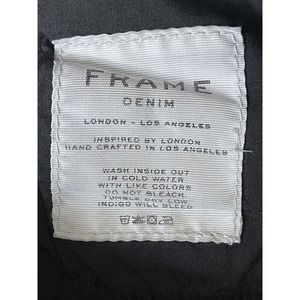 FRAME
DENIM
LONDON - LOS ANGELES
INSPIRED BY LONDON
HAND CRAFTED IN LOS ANGELES
WASH INSIDE OUT
IN COLD WATER
WITH LIKE COLORS
DO NOT BLEACH.
TUMBLE DRY LOW
INDIGO WILL BLEED